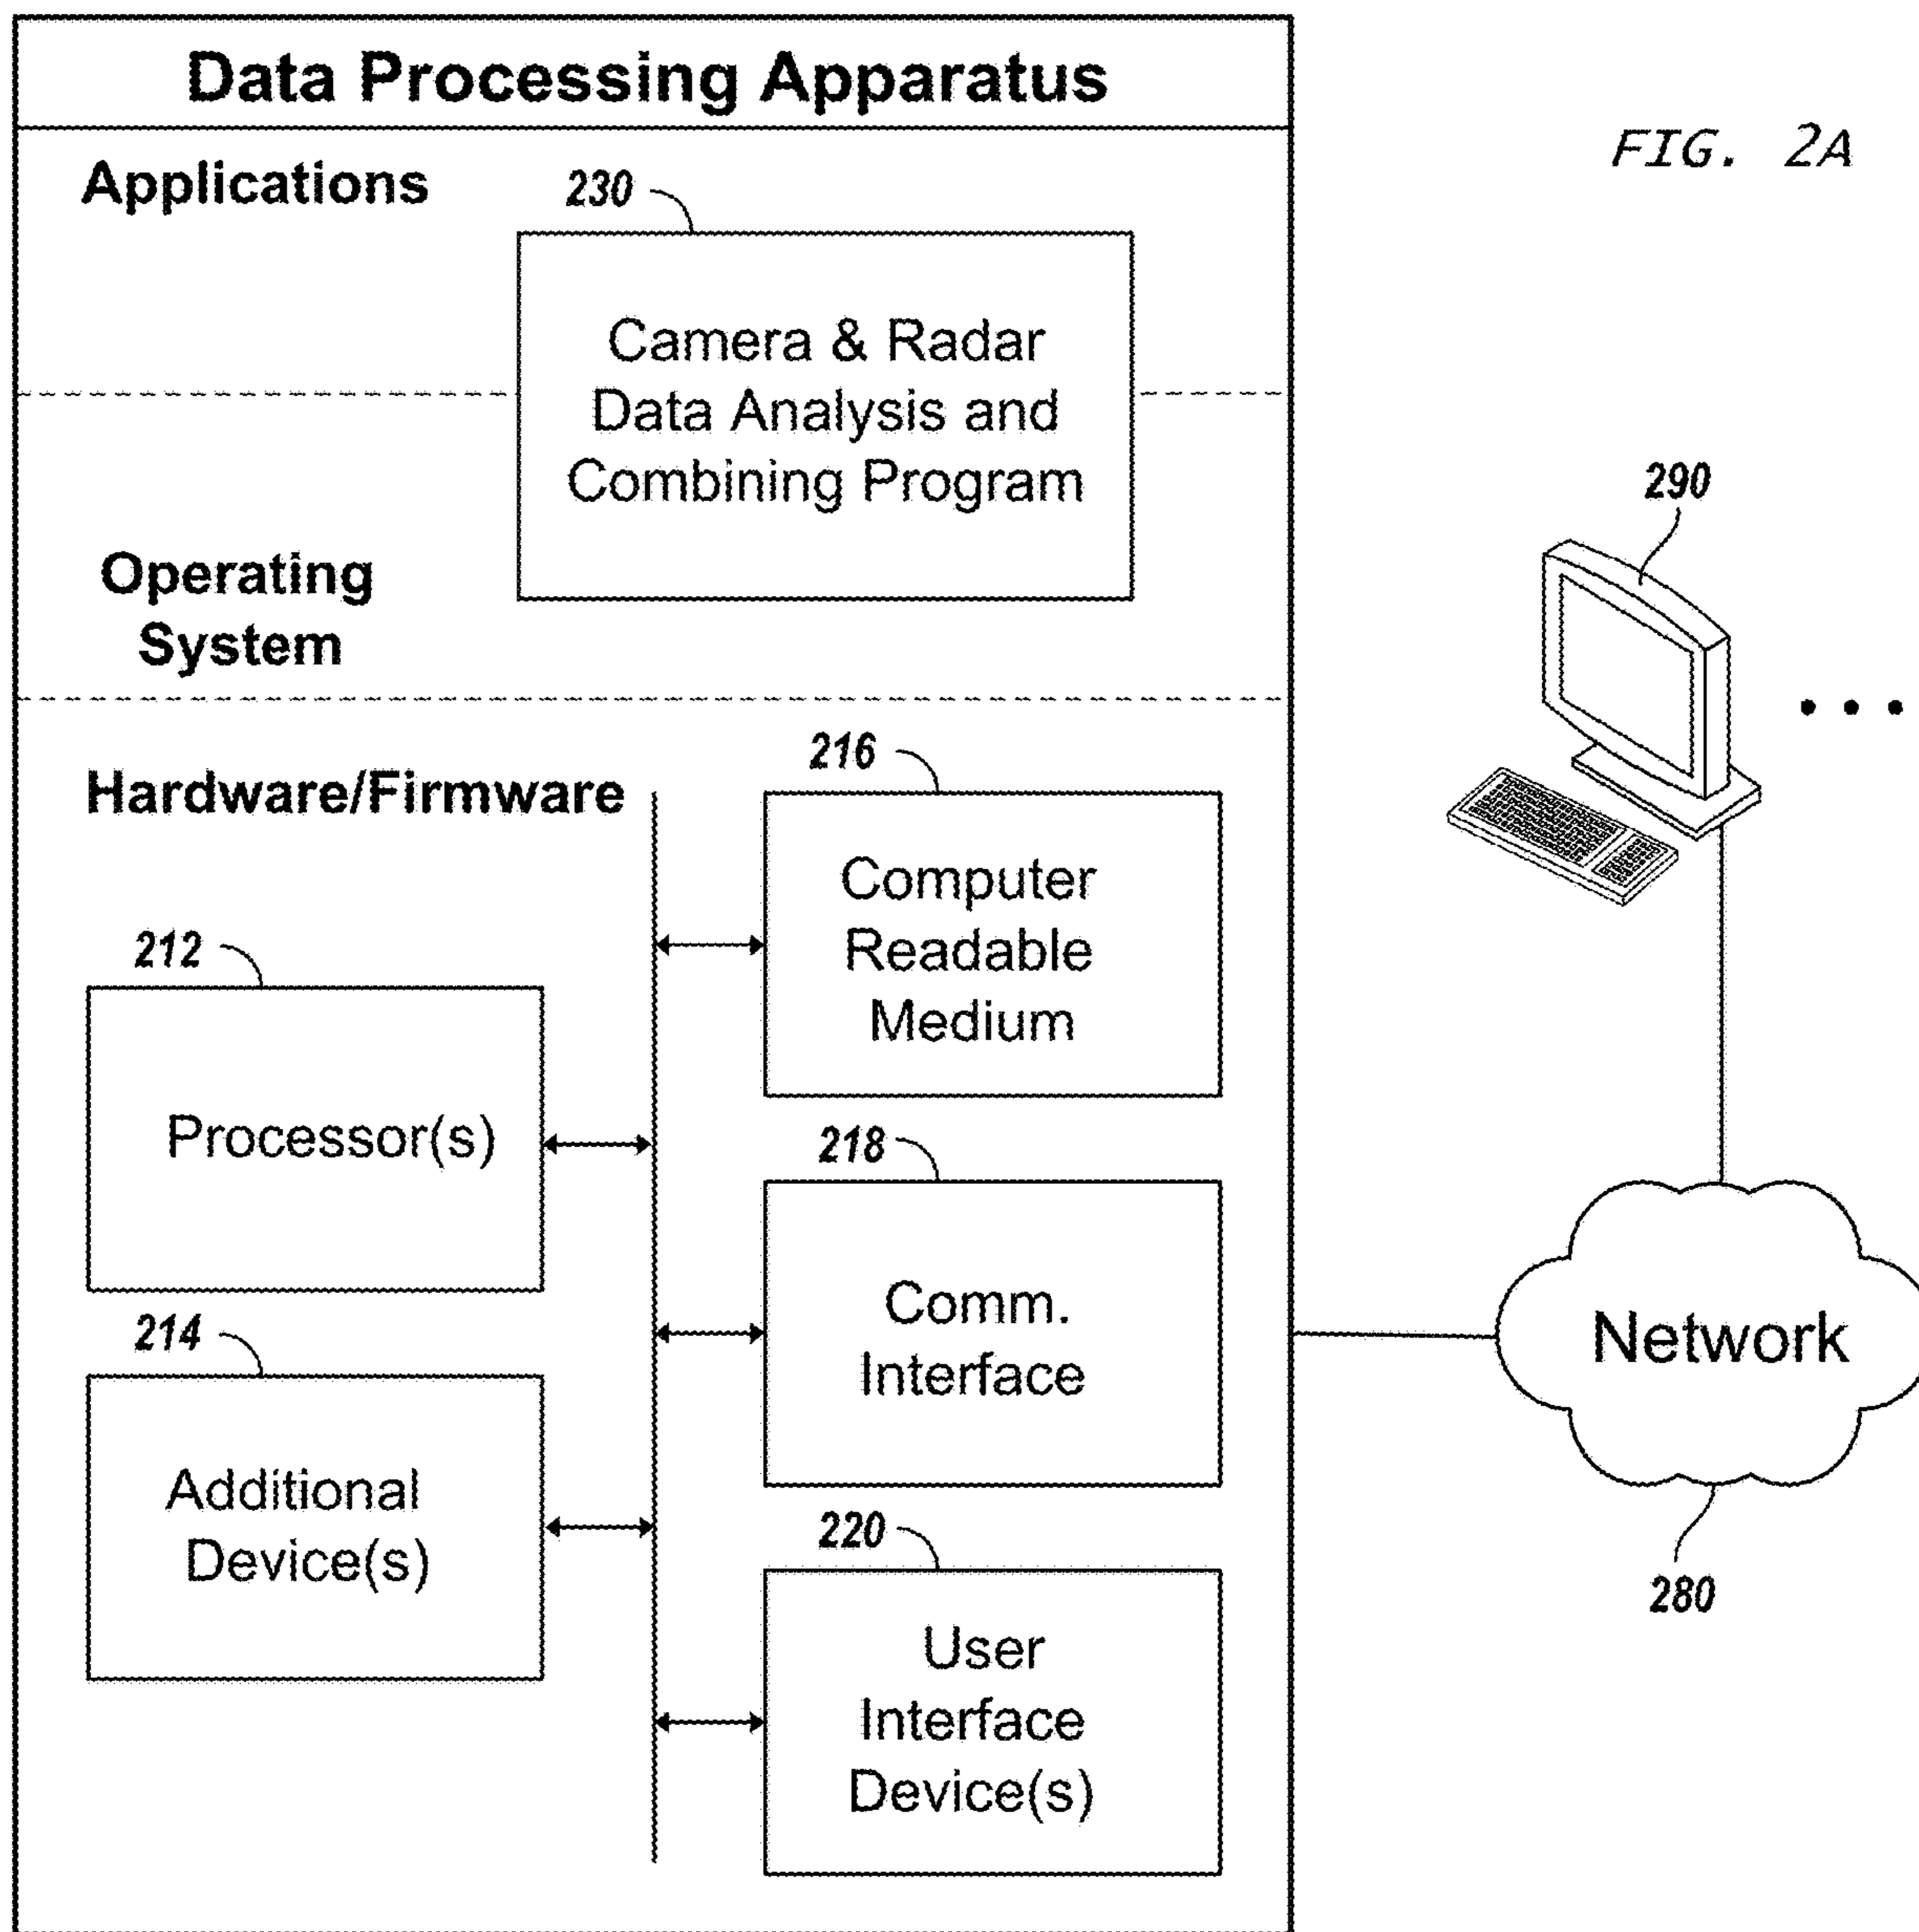 Data Processing Apparatus
FIG. 2A
Applications
230
Camera & Radar
Data Analysis and
Combining Program
Operating
System
290
Hardware/Firmware
216
Computer
Readable
Medium
212
Processor(s)
218
Comm.
Interface
Network
214
Additional
Device(s)
220
User
Interface
Device(s)
280